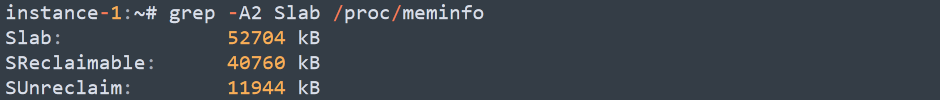 instance-1:~# grep -A2 Slab /proc/meminfo
Slab:             52704 kB
SReclaimable:     40760 kB
SUnreclaim:       11944 kB